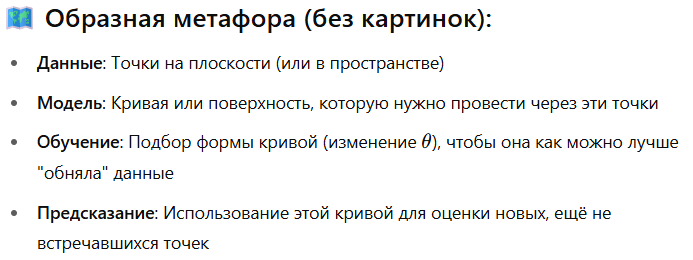 🗺️ Образная метафора (без картинок):
• Данные: Точки на плоскости (или в пространстве)
• Модель: Кривая или поверхность, которую нужно провести через эти точки
• Обучение: Подбор формы кривой (изменение θ), чтобы она как можно лучше
"обняла" данные
• Предсказание: Использование этой кривой для оценки новых, ещё не
встречавшихся точек